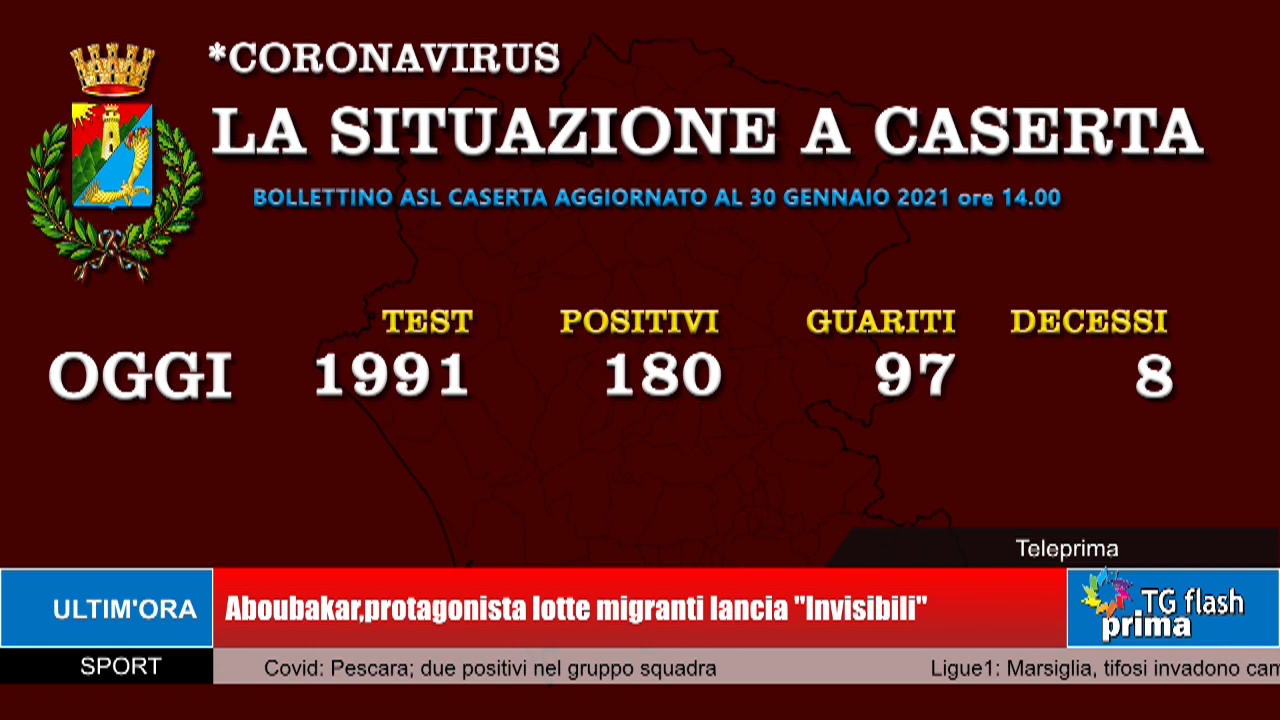 *CORONAVIRUS
LA SITUAZIONE A CASERTA
BOLLETTINO ASL CASERTA AGGIORNATO AL 30 GENNAIO 2021 ore 14.00
TEST POSITIVI GUARITI DECESSI
OGGI 1991 180 97 8
Teleprima
ULTIM'ORA Aboubakar,protagonista lotte migranti lancia "Invisibili"
TG flash
prima
SPORT Covid: Pescara; due positivi nel gruppo squadra Ligue1: Marsiglia, tifosi invadono cam